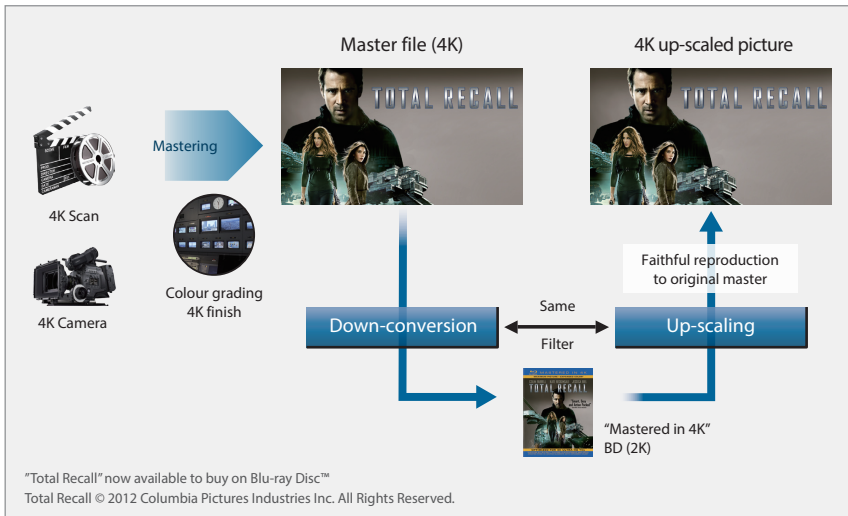 Master file (4K)
4K up-scaled picture
TOTAL RECALL
TOTAL RECALL
Mastering
4K Scan
4K Camera
Colour grading
4K finish
Faithful reproduction
to original master
Down-conversion
Same
Filter
Up-scaling
MASTERED IN 4K
TOTAL RECALL
“Mastered in 4K”
BD (2K)
"Total Recall" now available to buy on Blu-ray Disc™
Total Recall © 2012 Columbia Pictures Industries Inc. All Rights Reserved.